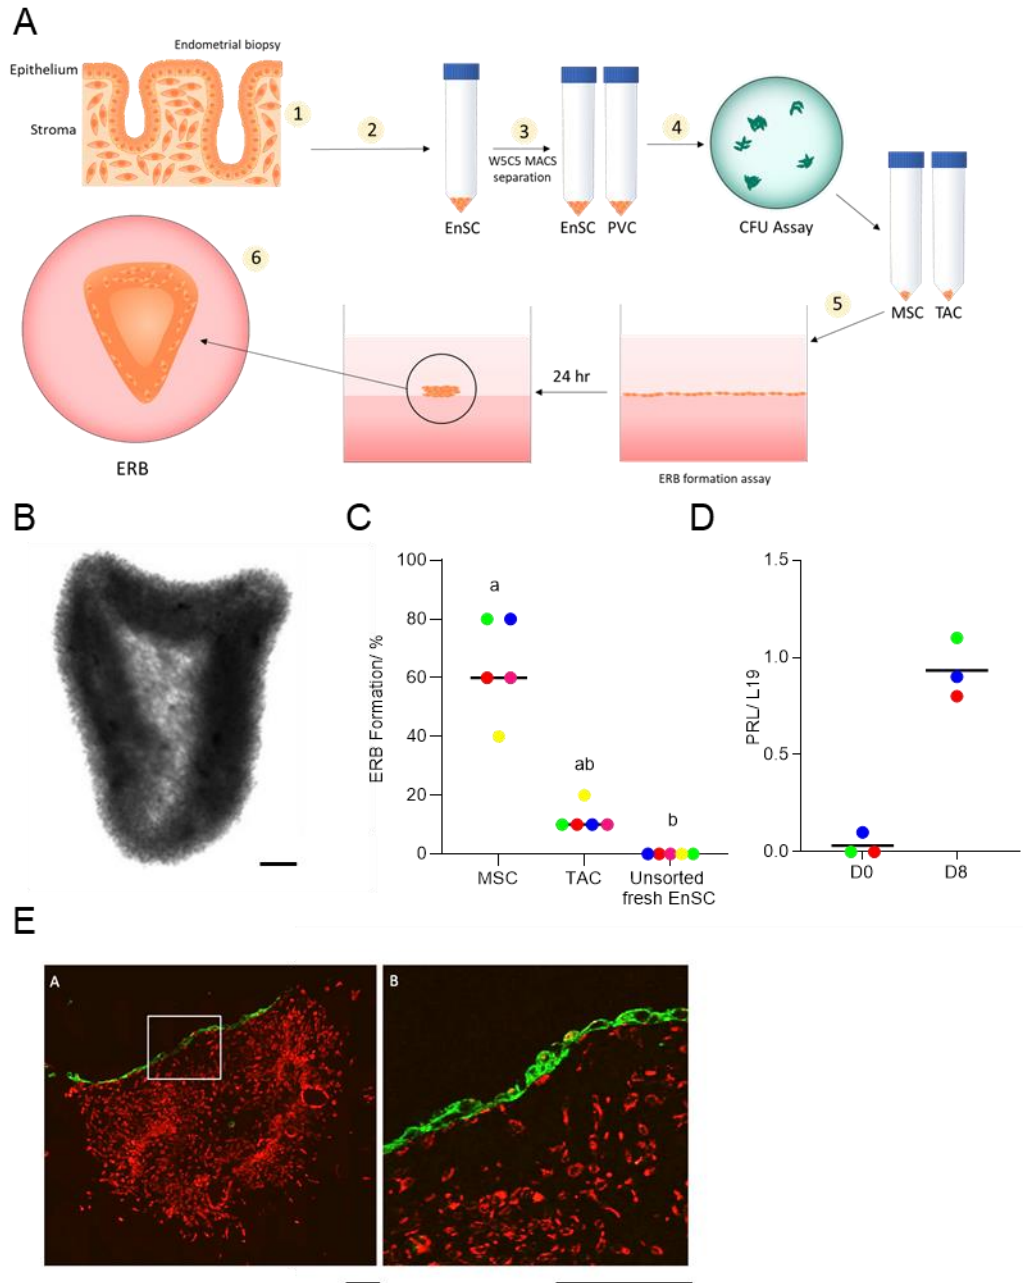 A
Endometrial biopsy
Epithelium
Stroma
1
2
3
W5C5 MACS
separation
4
EnSC
EnSC PVC
CFU Assay
MSC TAC
5
6
24 hr
ERB
ERB formation assay
B
C
ERB Formation/ %
100
80
60
40
20
0
a
ab
b
MSC
TAC
Unsorted
fresh EnSC
D
PRL/ L19
1.5
1.0
0.5
0.0
D0
D8
E
A
B